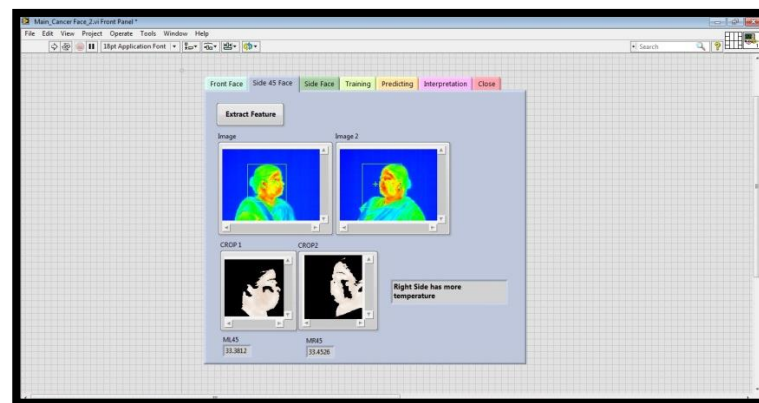 Main_Cancer Face_2.vi Front Panel *
File Edit View Project Operate Tools Window Help
18pt Application Font
Search
Front Face Side 45 Face Side Face Training Predicting Interpretation Close
Extract Feature
Image Image 2
CROP 1 CROP2
Right Side has more
temperature
ML45 MR45
33.3812 33.4526